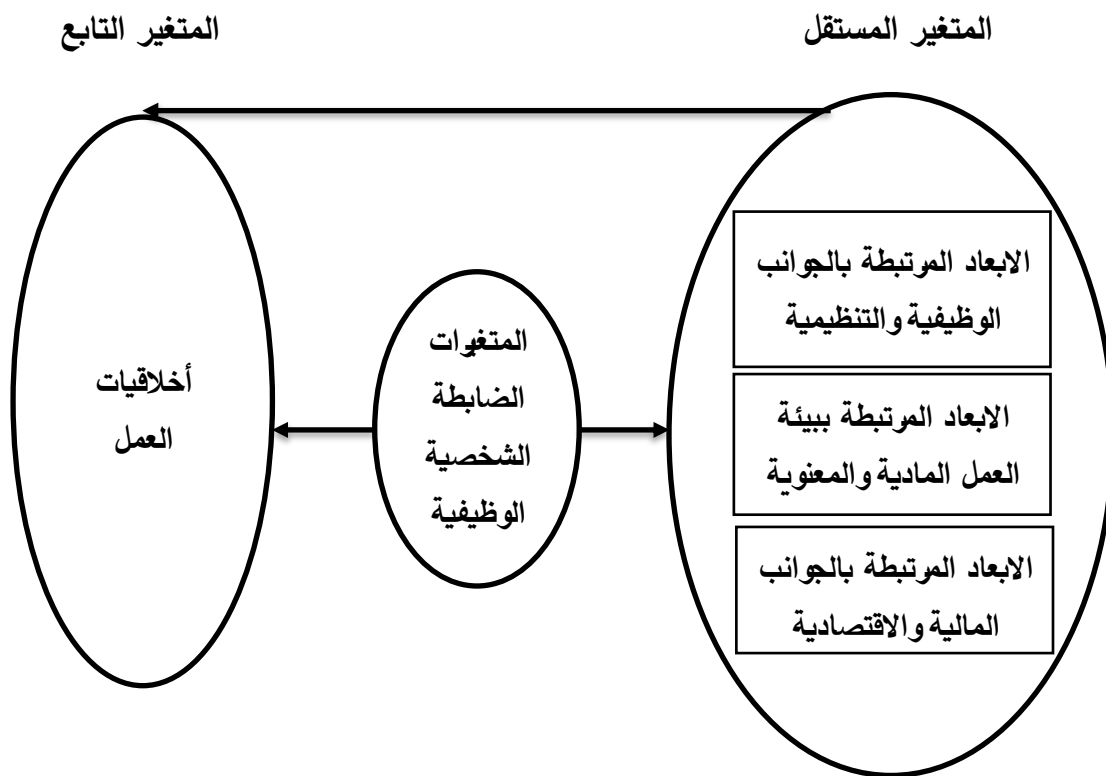 المتغير المستقل
المتغير التابع
الابعاد المرتبطة بالجوانب
الوظيفية والتنظيمية
الابعاد المرتبطة ببيئة
العمل المادية والمعنوية
الابعاد المرتبطة بالجوانب
المالية والاقتصادية
المتغيرات
الضابطة
الشخصية
الوظيفية
أخلاقيات
العمل